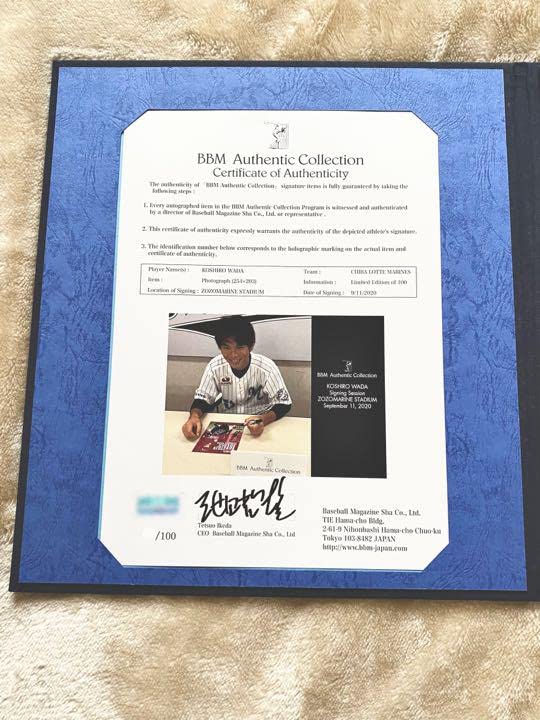 BBM Authentic Collection
Certificate of Authenticity
The authenticity of 「BBM Authentic Collection」 signature items is fully guaranteed by taking the
following steps :
1. Every autographed item in the BBM Authentic Collection Program is witnessed and authenticated
by a director of Baseball Magazine Sha Co., Ltd. or representative .
2. This certificate of authenticity expressly warrants the authenticity of the depicted athlete's signature.
3. The identification number below corresponds to the holographic marking on the actual item and
certificate of authenticity.
Player Name(s) : KOSHIRO WADA Team : CHIBA LOTTE MARINES
Item : Photograph (254×203) Information : Limited Edition of 100
Location of Signing : ZOZOMARINE STADIUM Date of Signing : 9/11/2020
BBM Authentic Collection
KOSHIRO WADA
Signing Session
ZOZOMARINE STADIUM
September 11, 2020
BBM Authentic Collection
/100
Tetsuo Ikeda
CEO Baseball Magazine Sha Co., Ltd
Baseball Magazine Sha Co., Ltd.
TIE Hama-cho Bldg.
2-61-9 Nihonbashi Hama-cho Chuo-ku
Tokyo 103-8482 JAPAN
http://www.bbm-japan.com